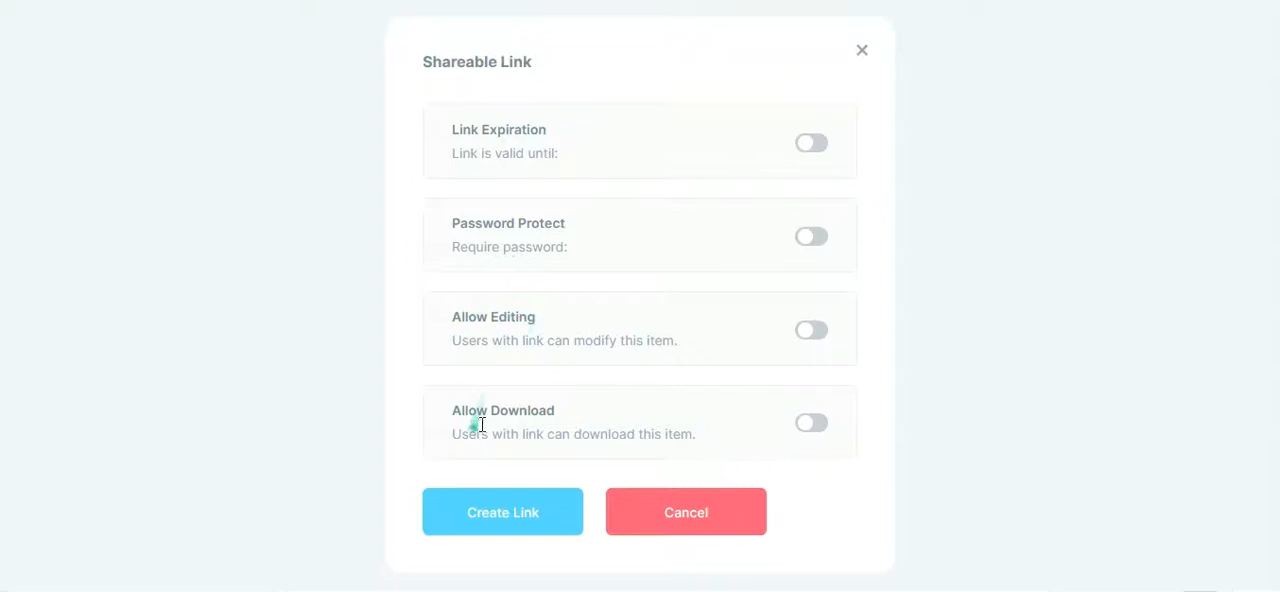 Shareable Link
Link Expiration
Link is valid until:
Password Protect
Require password:
Allow Editing
Users with link can modify this item.
Allow Download
Users with link can download this item.
Create Link
Cancel